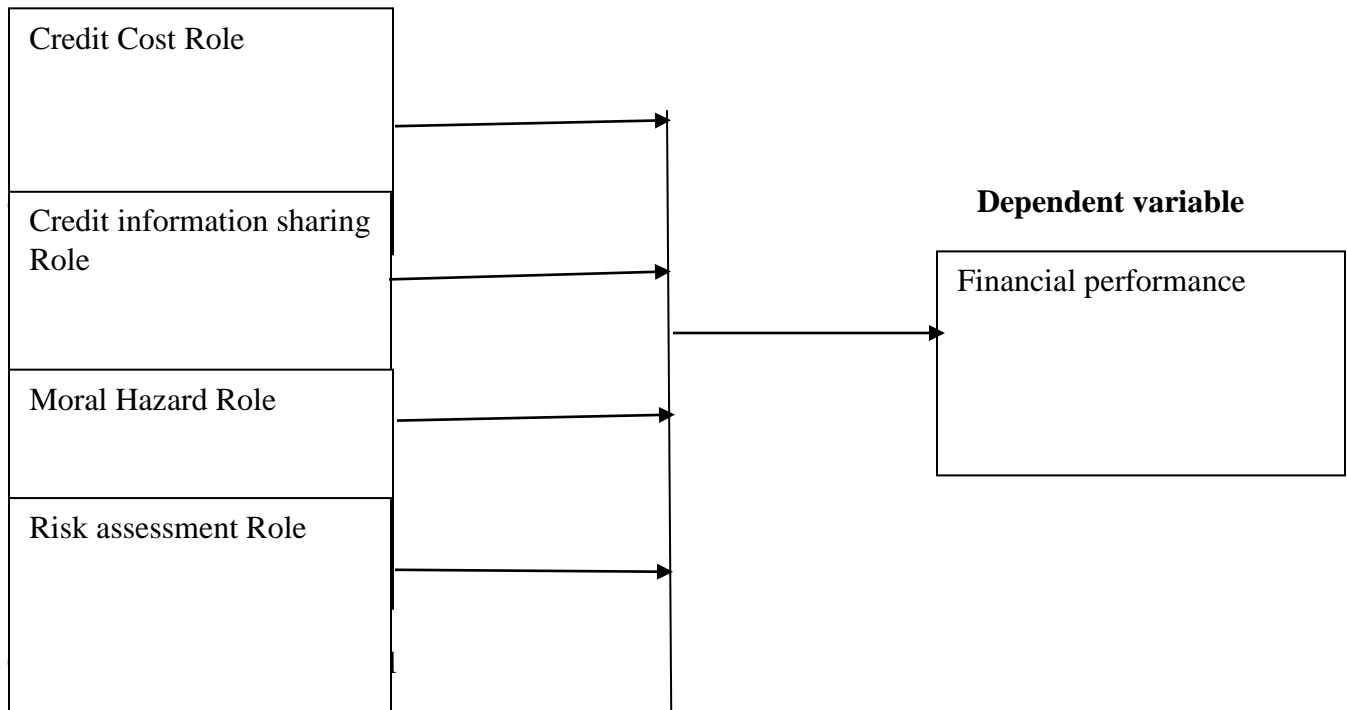 Credit Cost Role
Dependent variable
Credit information sharing
Role
Financial performance
Moral Hazard Role
Risk assessment Role